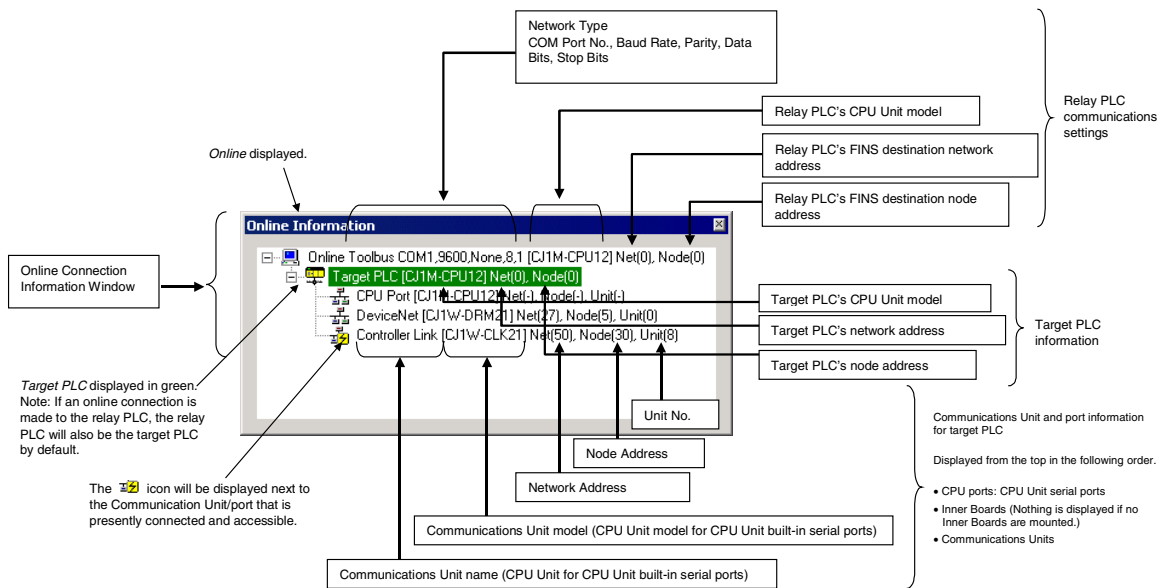 Network Type
COM Port No., Baud Rate, Parity, Data
Bits, Stop Bits
Relay PLC's CPU Unit model
Relay PLC's FINS destination network
address
Relay PLC's FINS destination node
address
Relay PLC
communications
settings
Online displayed.
Online Connection
Information Window
Online Information
Online Toolbus COM1,9600,None,8,1 [CJ1M-CPU12] Net(0), Node(0)
Target PLC [CJ1M-CPU12] Net(0), Node(0)
CPU Port [CJ1M-CPU12] Net(-), Node(-), Unit(-)
DeviceNet [CJ1W-DRM21] Net(27), Node(5), Unit(0)
Controller Link [CJ1W-CLK21] Net(50), Node(30), Unit(8)
Target PLC's CPU Unit model
Target PLC's network address
Target PLC's node address
Target PLC
information
Target PLC displayed in green.
Note: If an online connection is
made to the relay PLC, the relay
PLC will also be the target PLC
by default.
The icon will be displayed next to
the Communication Unit/port that is
presently connected and accessible.
Unit No.
Node Address
Network Address
Communications Unit model (CPU Unit model for CPU Unit built-in serial ports)
Communications Unit name (CPU Unit for CPU Unit built-in serial ports)
Communications Unit and port information
for target PLC
Displayed from the top in the following order.
• CPU ports: CPU Unit serial ports
• Inner Boards (Nothing is displayed if no
Inner Boards are mounted.)
• Communications Units